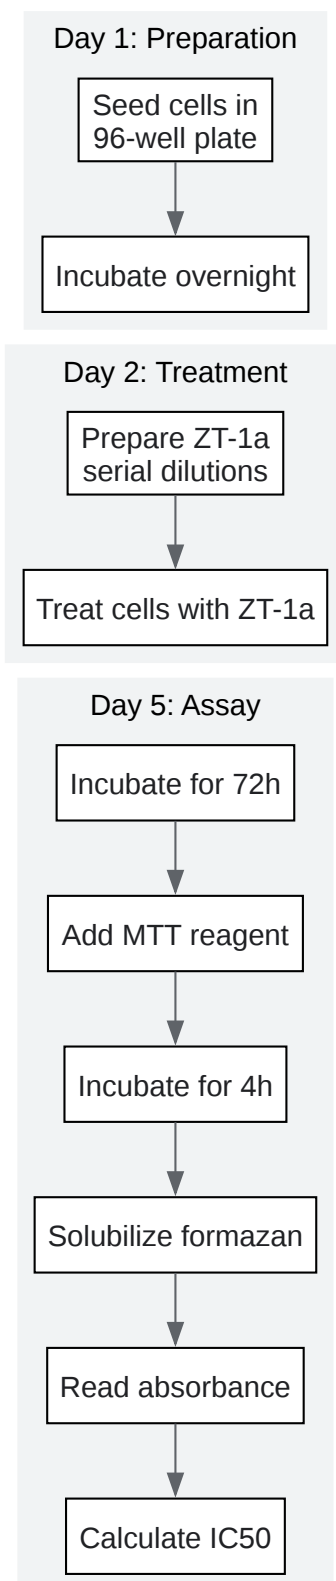 Day 1: Preparation
Seed cells in
96-well plate
Incubate overnight
Day 2: Treatment
Prepare ZT-1a
serial dilutions
Treat cells with ZT-1a
Day 5: Assay
Incubate for 72h
Add MTT reagent
Incubate for 4h
Solubilize formazan
Read absorbance
Calculate IC50